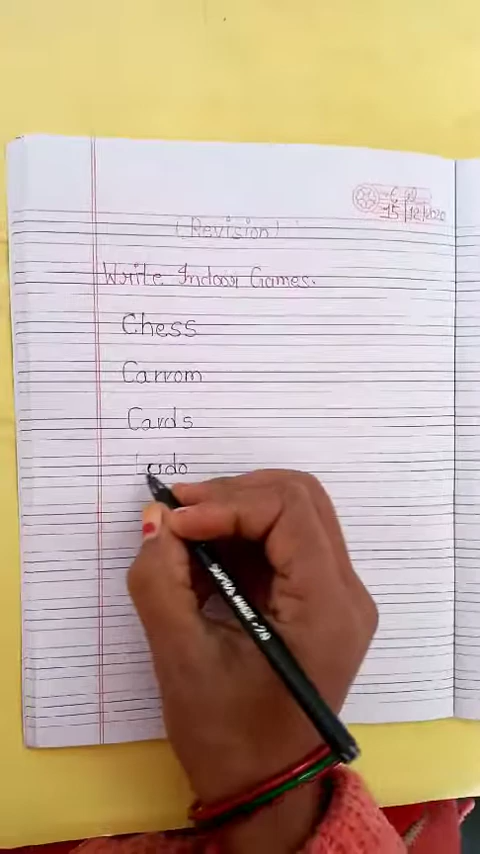 15/12/2020
(Revision)
Write Indoor Games.
Chess
Carrom
Cards
Ludo